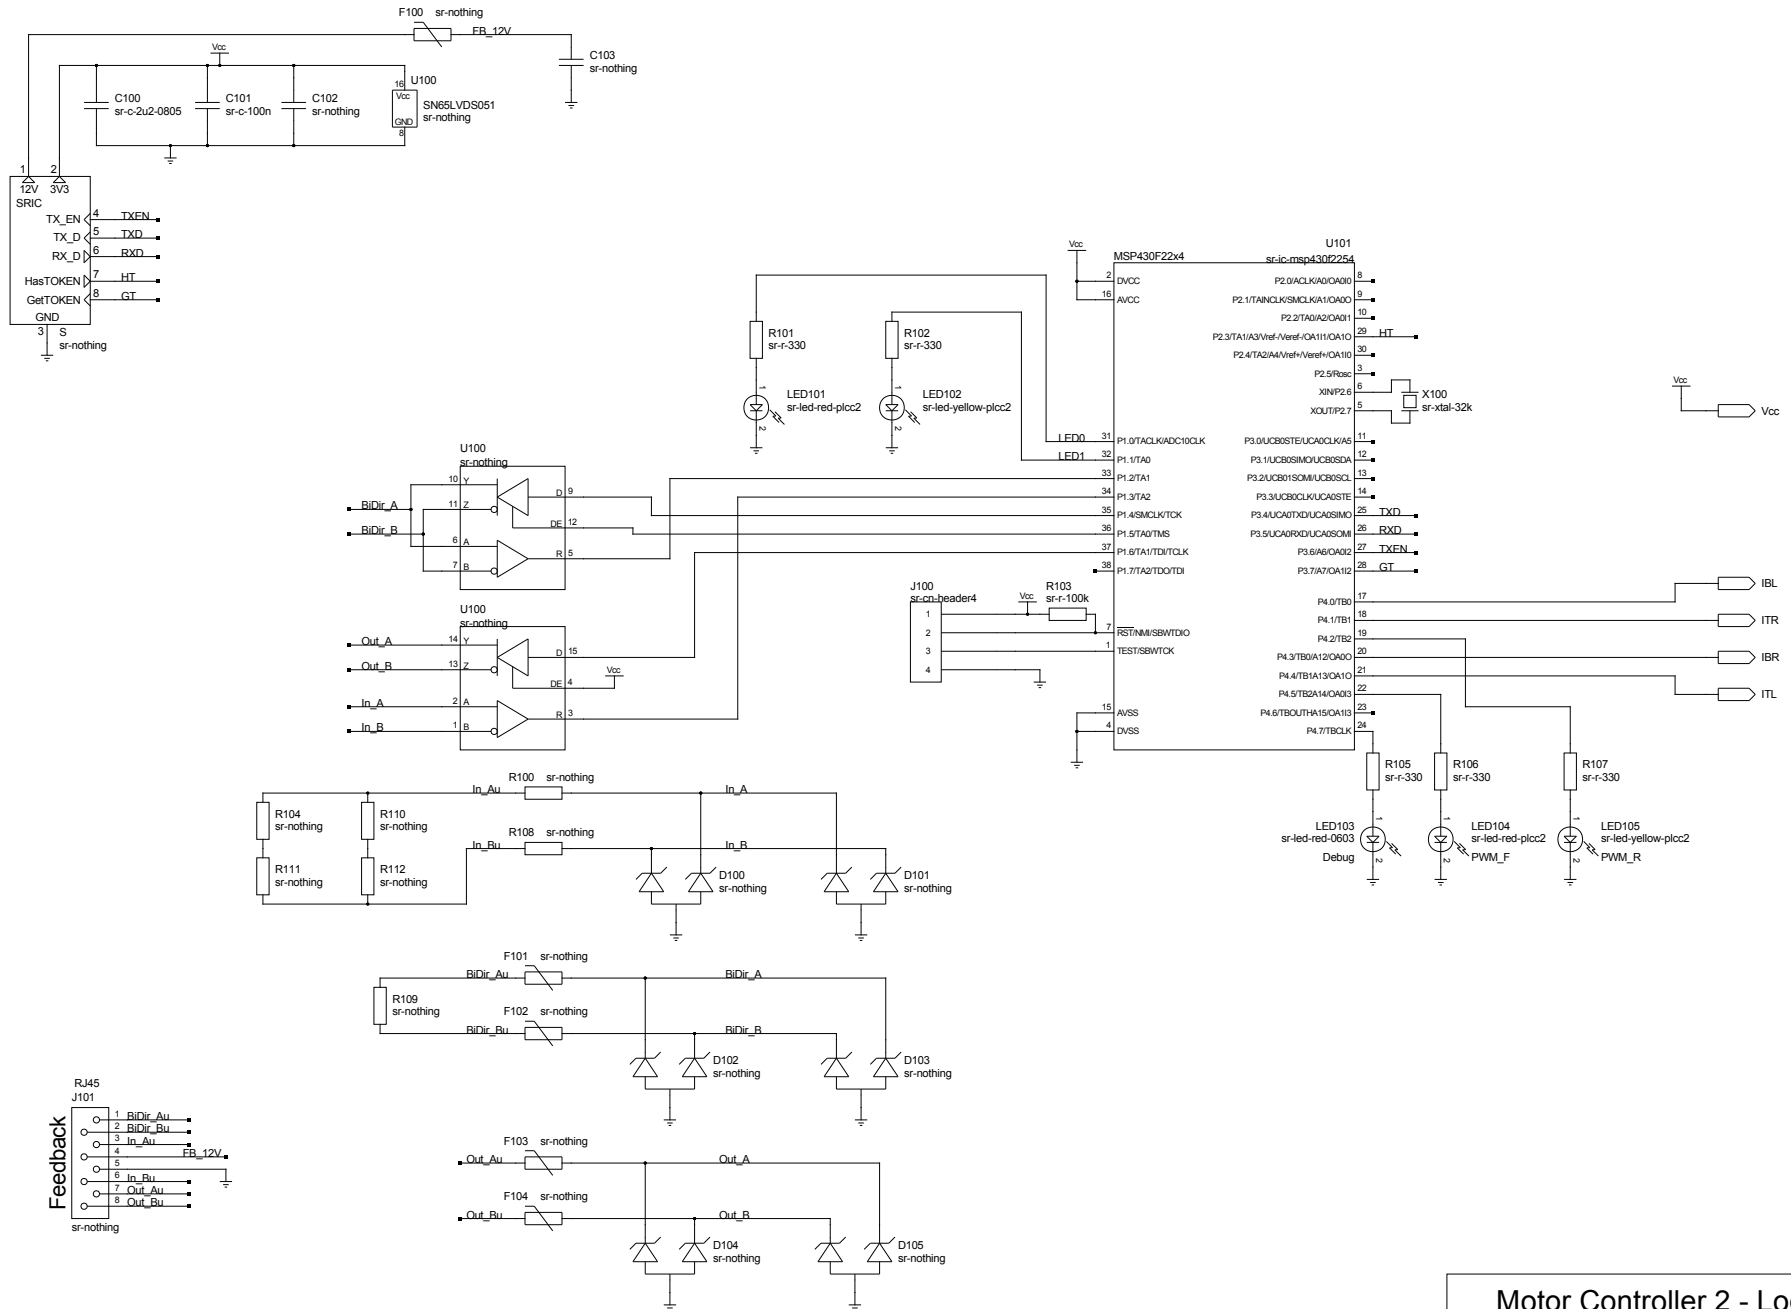 F100 sr-nothing
FB_12V
C103
sr-nothing
Vcc
C100
sr-c-2u2-0805
C101
sr-c-100n
C102
sr-nothing
16
U100
Vcc
SN65LVDS051
sr-nothing
GND
8
1
2
12V
3V3
SRIC
TX_EN 4 TXEN
TX_D 5 TXD
RX_D 6 RXD
HasTOKEN 7 HT
GetTOKEN 8 GT
GND
3
S
sr-nothing
U101
MSP430F22x4
sr-ic-msp430f2254
Vcc
2 DVCC
16 AVCC
P2.0/ACLK/A0/OA0I0 8
P2.1/TAINCLK/SMCLK/A1/OA0O 9
P2.2/TA0/A2/OA0I1 10
P2.3/TA1/A3/Vref-/Veref-/OA1I1/OA1O 29 HT
P2.4/TA2/A4/Vref+/Veref+/OA1I0 30
P2.5/Rosc 3
XIN/P2.6 6
XOUT/P2.7 5
X100
sr-xtal-32k
R101
sr-r-330
R102
sr-r-330
1
LED101
sr-led-red-plcc2
2
1
LED102
sr-led-yellow-plcc2
2
Vcc
Vcc
LED0 31 P1.0/TACLK/ADC10CLK
LED1 32 P1.1/TA0
33 P1.2/TA1
34 P1.3/TA2
35 P1.4/SMCLK/TCK
36 P1.5/TA0/TMS
37 P1.6/TA1/TDI/TCLK
38 P1.7/TA2/TDO/TDI
P3.0/UCB0STE/UCA0CLK/A5 11
P3.1/UCB0SIMO/UCB0SDA 12
P3.2/UCB01SOMI/UCB0SCL 13
P3.3/UCB0CLK/UCA0STE 14
P3.4/UCA0TXD/UCA0SIMO 25 TXD
P3.5/UCA0RXD/UCA0SOMI 26 RXD
P3.6/A6/OA0I2 27 TXEN
P3.7/A7/OA1I2 28 GT
U100
sr-nothing
10 Y
11 Z
D 9
DE 12
6 A
7 B
R 5
BiDir_A
BiDir_B
J100
sr-cn-header4
1
2
3
4
Vcc
R103
sr-r-100k
7 RST/NMI/SBWTDIO
1 TEST/SBWTCK
15 AVSS
4 DVSS
P4.0/TB0 17
P4.1/TB1 18
P4.2/TB2 19
P4.3/TB0/A12/OA0O 20
P4.4/TB1A13/OA1O 21
P4.5/TB2A14/OA0I3 22
P4.6/TBOUTHA15/OA1I3 23
P4.7/TBCLK 24
IBL
ITR
IBR
ITL
U100
sr-nothing
Out_A 14 Y
Out_B 13 Z
D 15
DE 4
Vcc
In_A 2 A
In_B 1 B
R 3
R105
sr-r-330
R106
sr-r-330
R107
sr-r-330
LED103
sr-led-red-0603
Debug
1
2
LED104
sr-led-red-plcc2
PWM_F
1
2
LED105
sr-led-yellow-plcc2
PWM_R
1
2
R100 sr-nothing
In_Au
In_A
R104
sr-nothing
R110
sr-nothing
R108 sr-nothing
In_Bu
In_B
R111
sr-nothing
R112
sr-nothing
D100
sr-nothing
D101
sr-nothing
F101 sr-nothing
BiDir_Au
BiDir_A
R109
sr-nothing
F102 sr-nothing
BiDir_Bu
BiDir_B
D102
sr-nothing
D103
sr-nothing
RJ45
J101
Feedback
1 BiDir_Au
2 BiDir_Bu
3 In_Au
4 FB_12V
5
6 In_Bu
7 Out_Au
8 Out_Bu
sr-nothing
F103 sr-nothing
Out_Au
Out_A
F104 sr-nothing
Out_Bu
Out_B
D104
sr-nothing
D105
sr-nothing
Motor Controller 2 - Lo